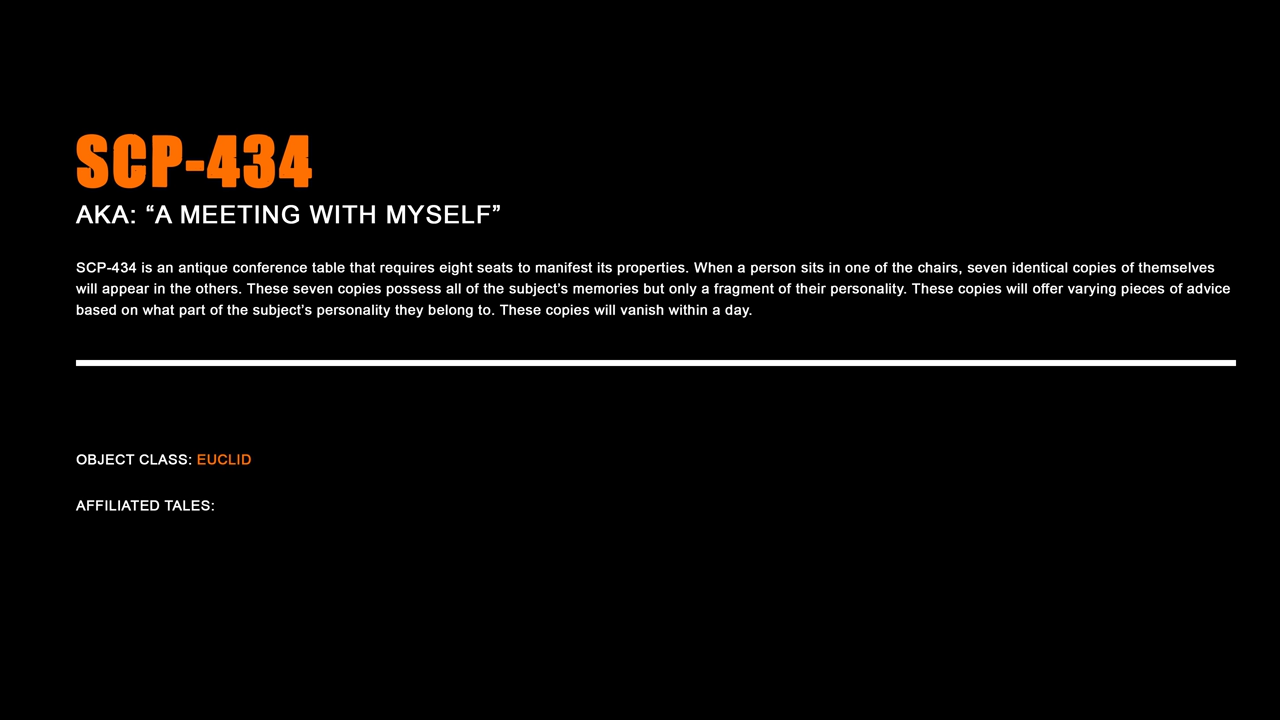 SCP-434
AKA: “A MEETING WITH MYSELF”
SCP-434 is an antique conference table that requires eight seats to manifest its properties. When a person sits in one of the chairs, seven identical copies of themselves
will appear in the others. These seven copies possess all of the subject’s memories but only a fragment of their personality. These copies will offer varying pieces of advice
based on what part of the subject’s personality they belong to. These copies will vanish within a day.
OBJECT CLASS: EUCLID
AFFILIATED TALES: